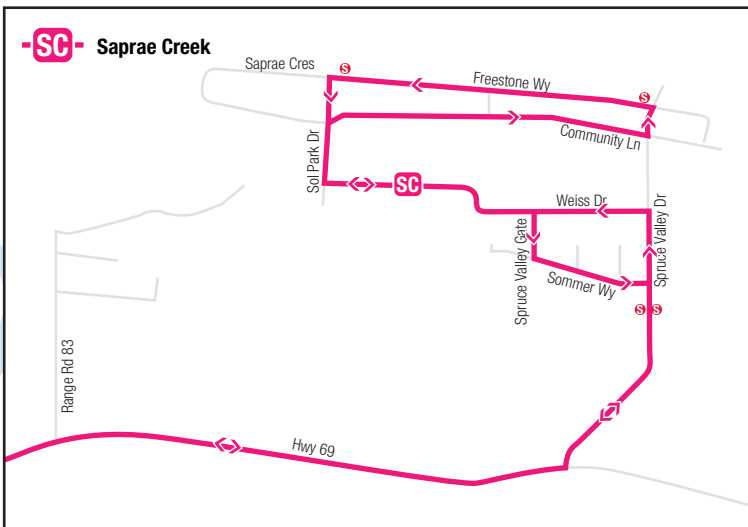 SC Saprae Creek
Saprae Cres
S
Freestone Wy
S
Community Ln
Sol Park Dr
SC
Weiss Dr
Spruce Valley Gate
Spruce Valley Dr
Sommer Wy
S S
Range Rd 83
Hwy 69